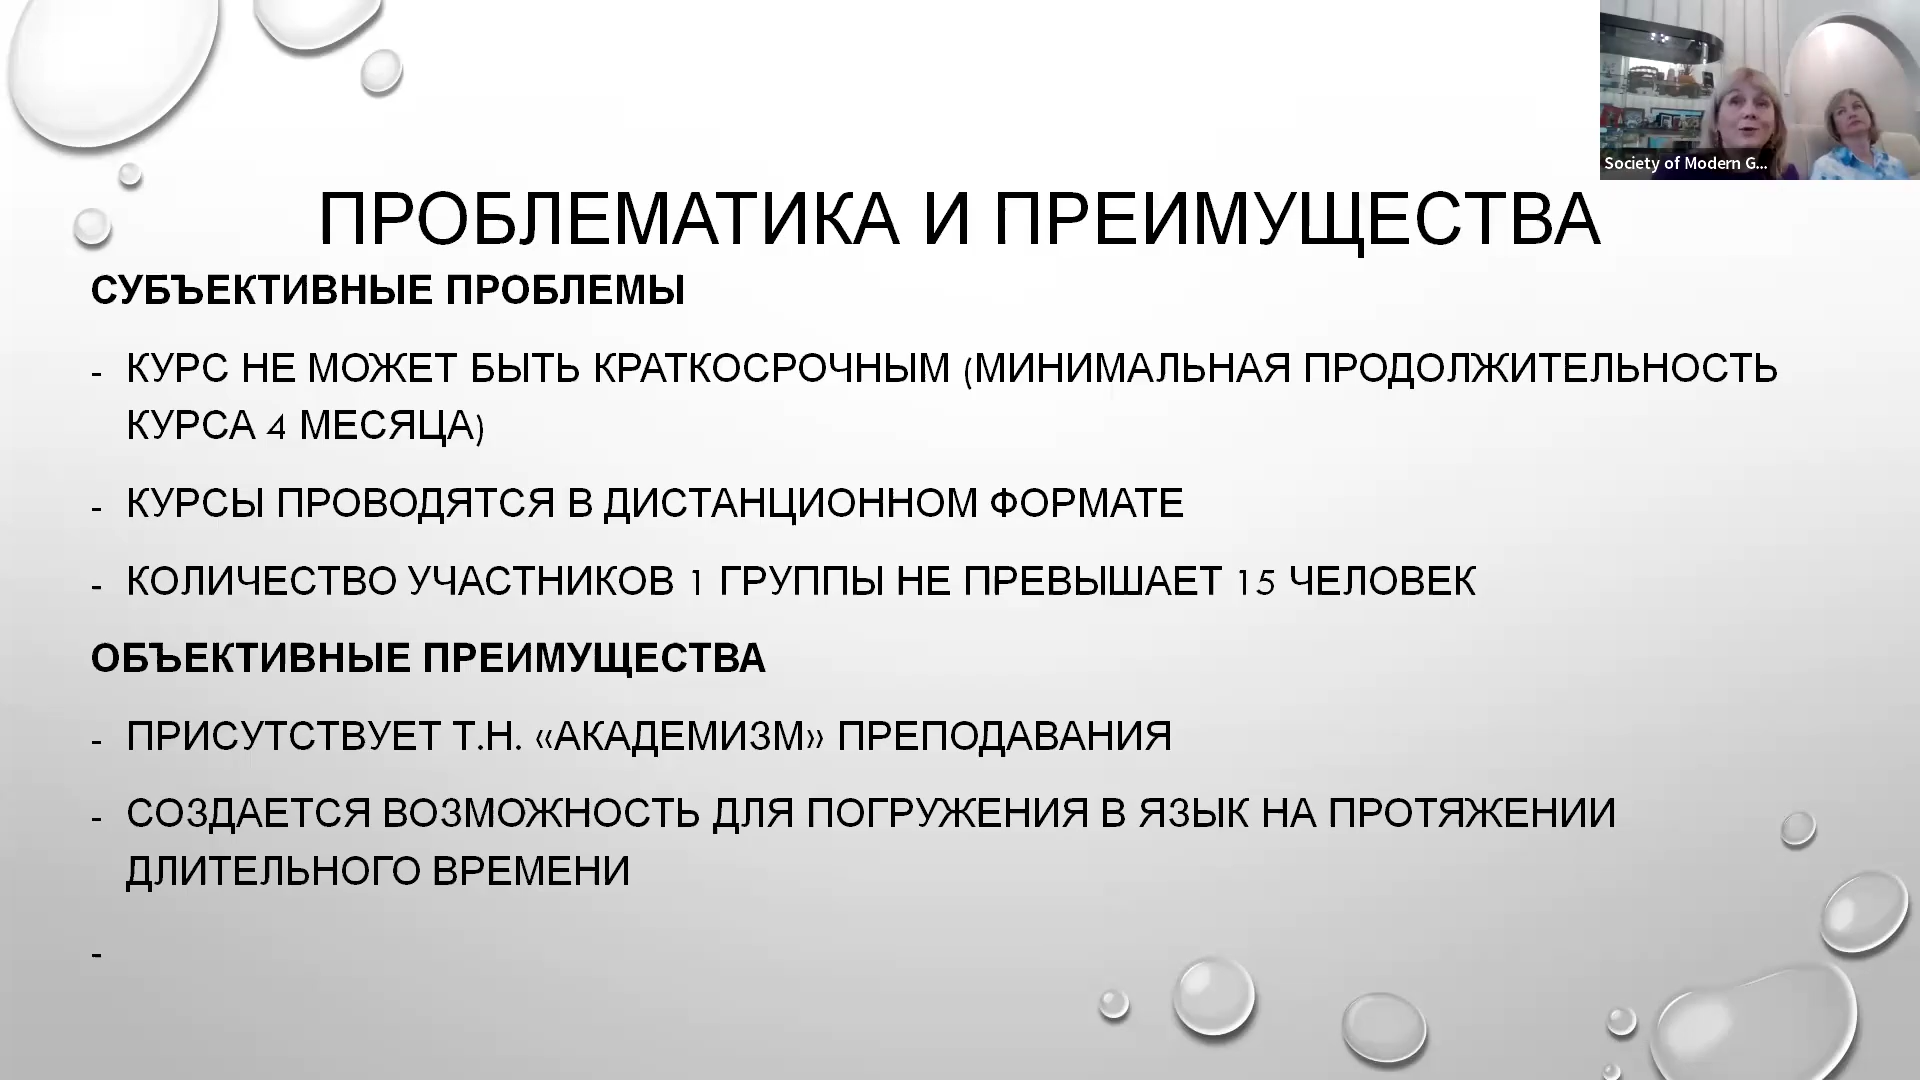 Society of Modern G...
ПРОБЛЕМАТИКА И ПРЕИМУЩЕСТВА
СУБЪЕКТИВНЫЕ ПРОБЛЕМЫ
- КУРС НЕ МОЖЕТ БЫТЬ КРАТКОСРОЧНЫМ (МИНИМАЛЬНАЯ ПРОДОЛЖИТЕЛЬНОСТЬ
КУРСА 4 МЕСЯЦА)
- КУРСЫ ПРОВОДЯТСЯ В ДИСТАНЦИОННОМ ФОРМАТЕ
- КОЛИЧЕСТВО УЧАСТНИКОВ 1 ГРУППЫ НЕ ПРЕВЫШАЕТ 15 ЧЕЛОВЕК
ОБЪЕКТИВНЫЕ ПРЕИМУЩЕСТВА
- ПРИСУТСТВУЕТ Т.Н. «АКАДЕМИЗМ» ПРЕПОДАВАНИЯ
- СОЗДАЕТСЯ ВОЗМОЖНОСТЬ ДЛЯ ПОГРУЖЕНИЯ В ЯЗЫК НА ПРОТЯЖЕНИИ
ДЛИТЕЛЬНОГО ВРЕМЕНИ
-